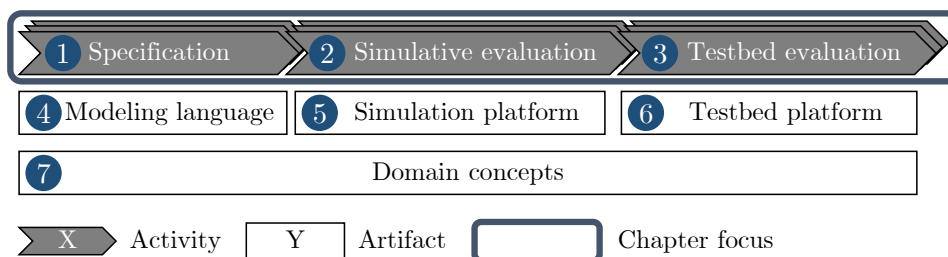 1 Specification 2 Simulative evaluation 3 Testbed evaluation
4 Modeling language 5 Simulation platform 6 Testbed platform
7 Domain concepts
X Activity Y Artifact Chapter focus